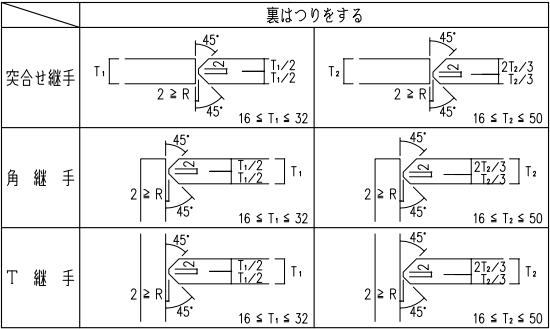 裏はつりをする
突合せ継手
45°
T₁
2
T₁/2
T₁/2
2 ≧ R
45°
16 ≦ T₁ ≦ 32
45°
T₂
2
2T₂/3
T₂/3
2 ≧ R
45°
16 ≦ T₂ ≦ 50
角継手
45°
2
T₁/2
T₁/2
T₁
2 ≧ R
45°
16 ≦ T₁ ≦ 32
45°
2
2T₂/3
T₂/3
T₂
2 ≧ R
45°
16 ≦ T₂ ≦ 50
T継手
45°
2
T₁/2
T₁/2
T₁
2 ≧ R
45°
16 ≦ T₁ ≦ 32
45°
2
2T₂/3
T₂/3
T₂
2 ≧ R
45°
16 ≦ T₂ ≦ 50